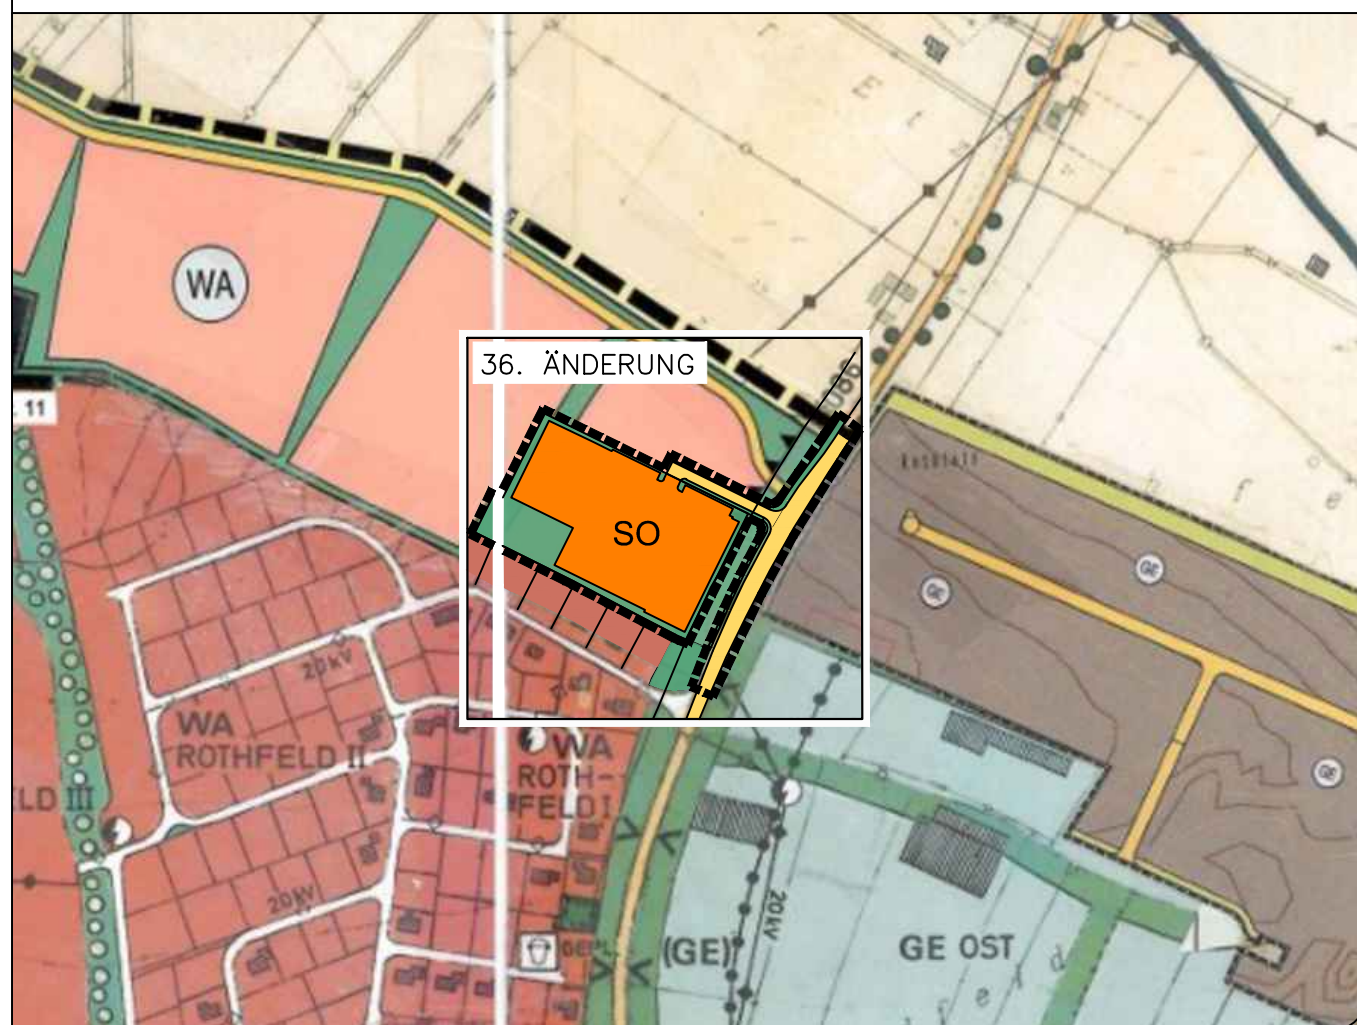 WA
36. ÄNDERUNG
. 11
SO
GE
GE
GE
20kV
WA
ROTHFELD II
WA
ROTH-
FELD I
LD III
20kV
20kV
(GE)
GE OST